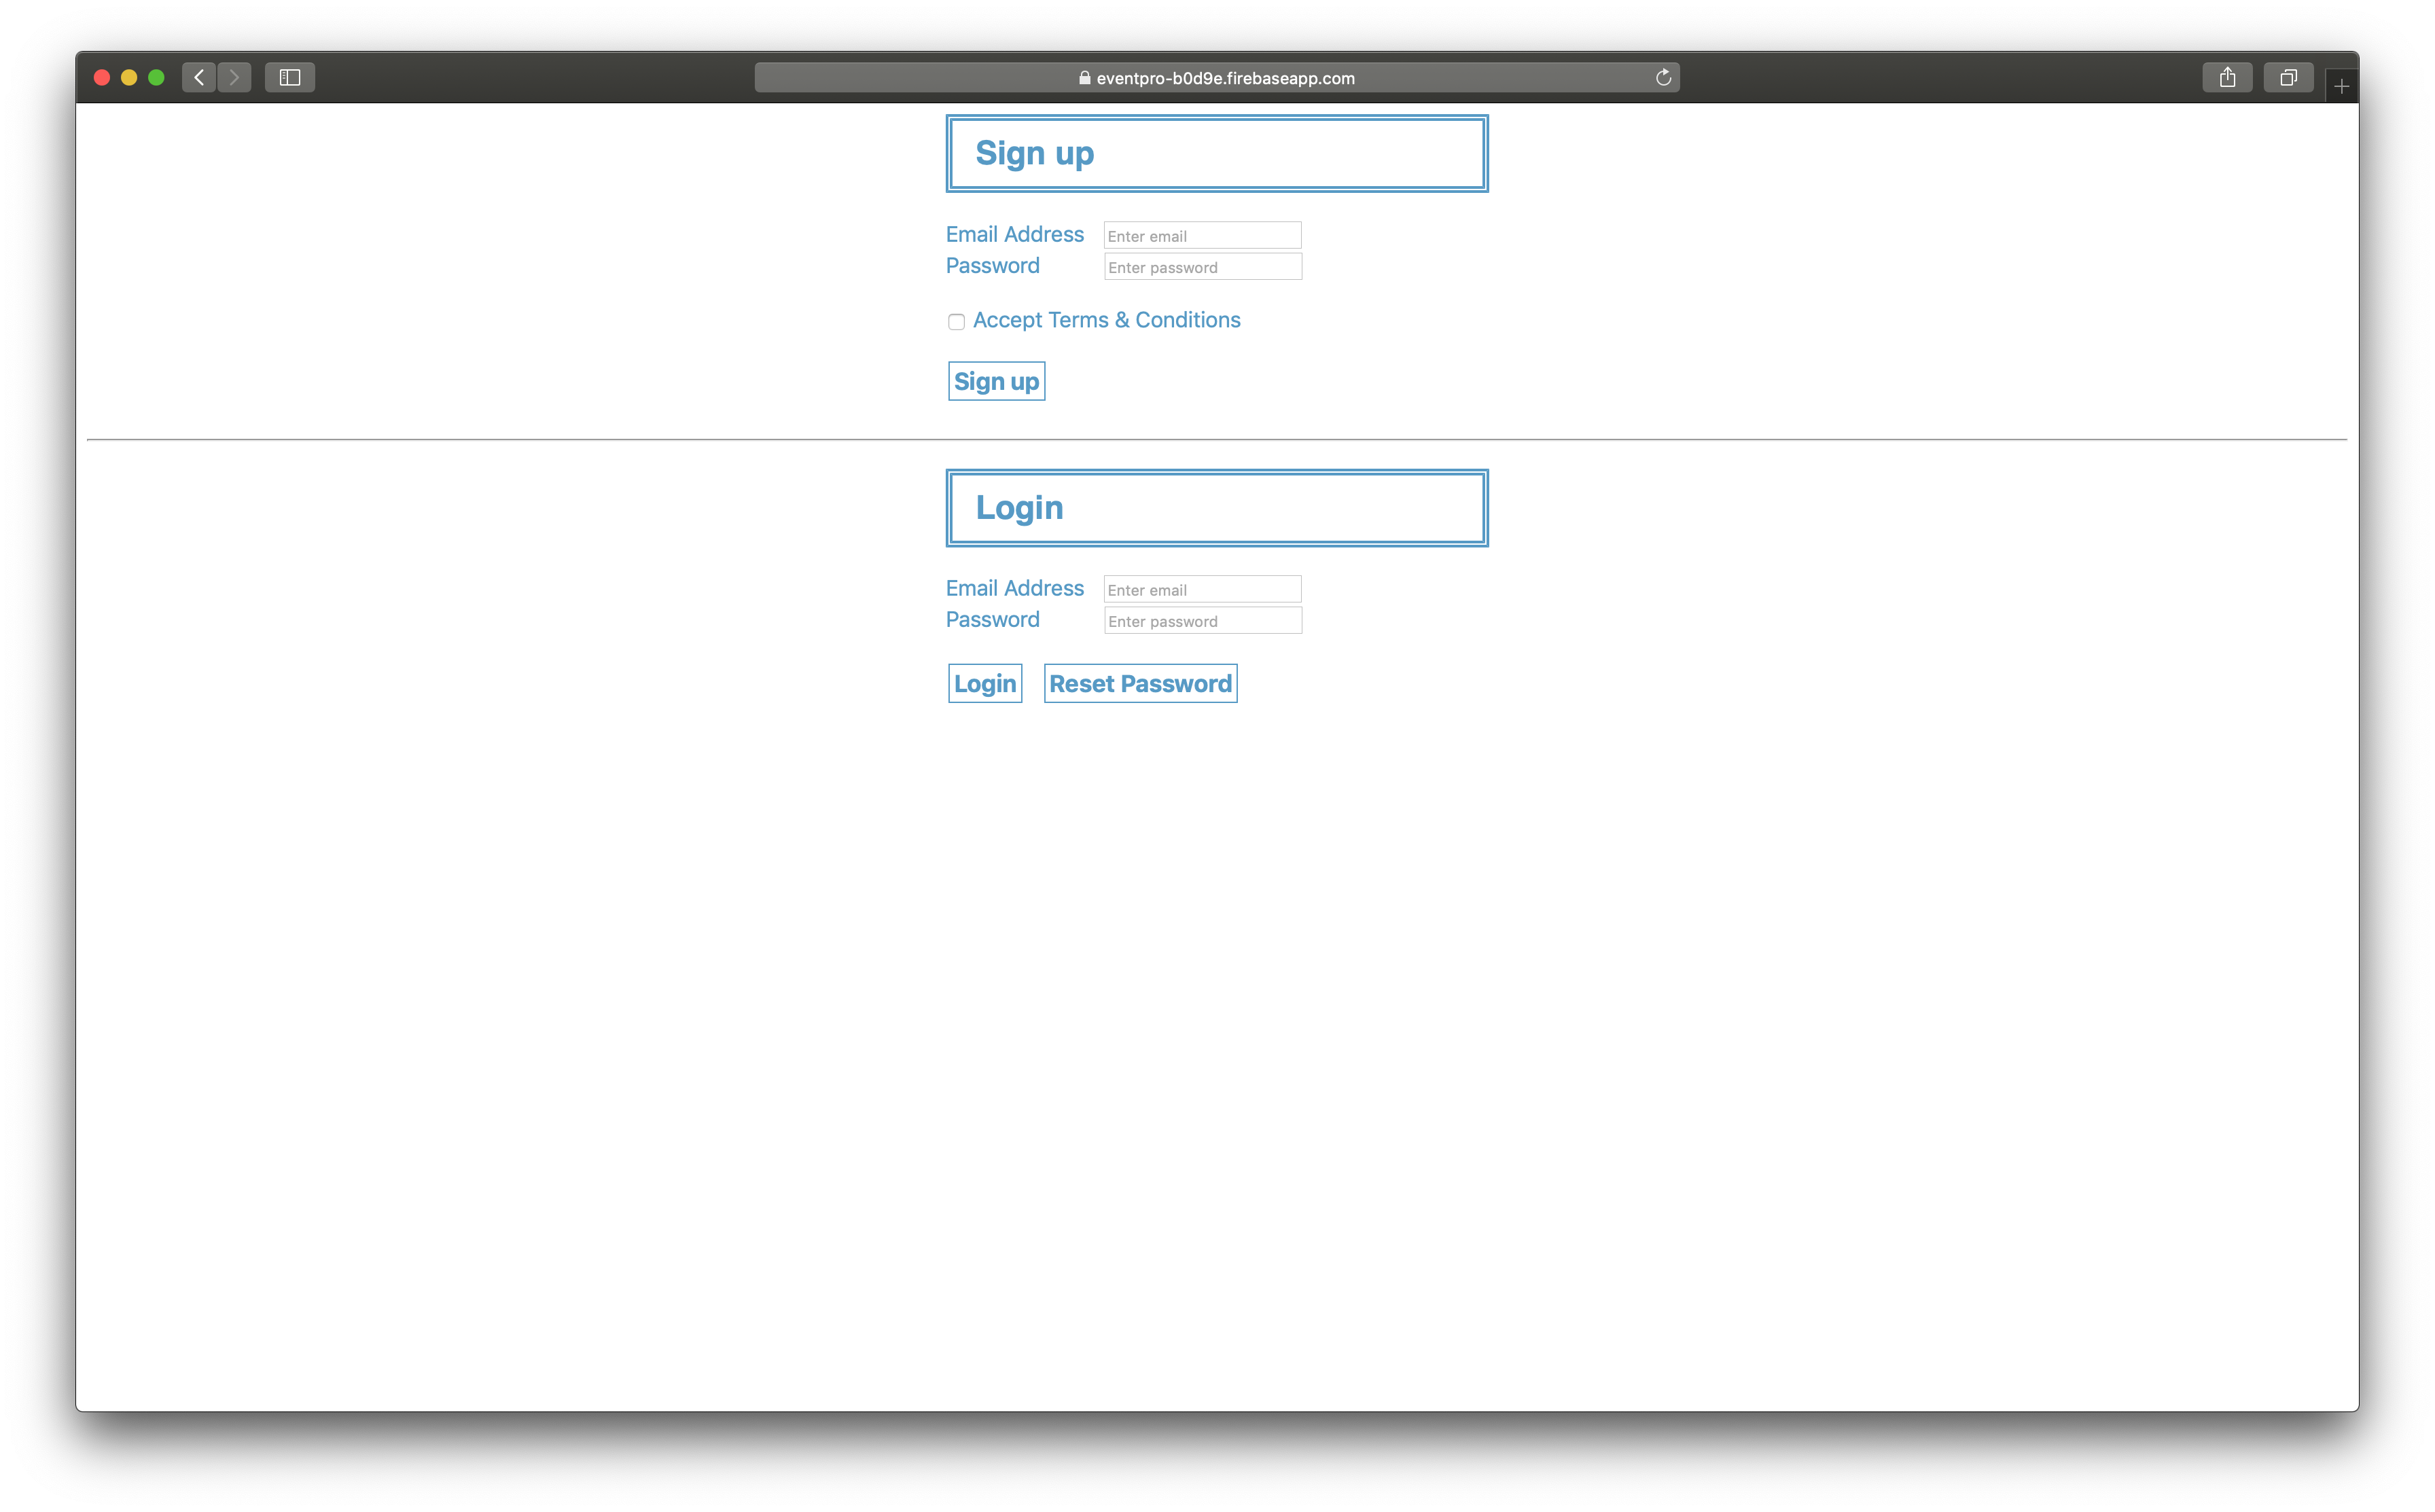 eventpro-b0d9e.firebaseapp.com
Sign up
Email Address Enter email
Password Enter password
Accept Terms & Conditions
Sign up
Login
Email Address Enter email
Password Enter password
Login Reset Password